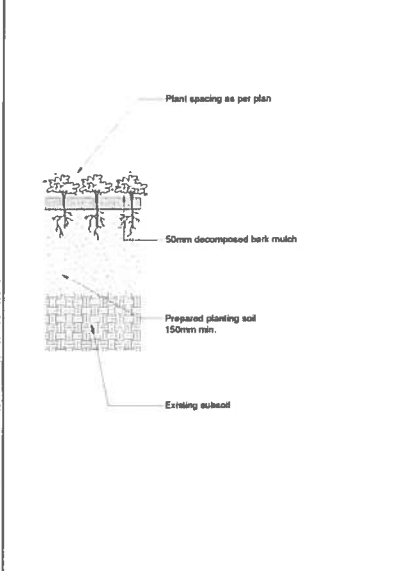 Plant spacing as per plan
50mm decomposed bark mulch
Prepared planting soil
150mm min.
Existing subsoil